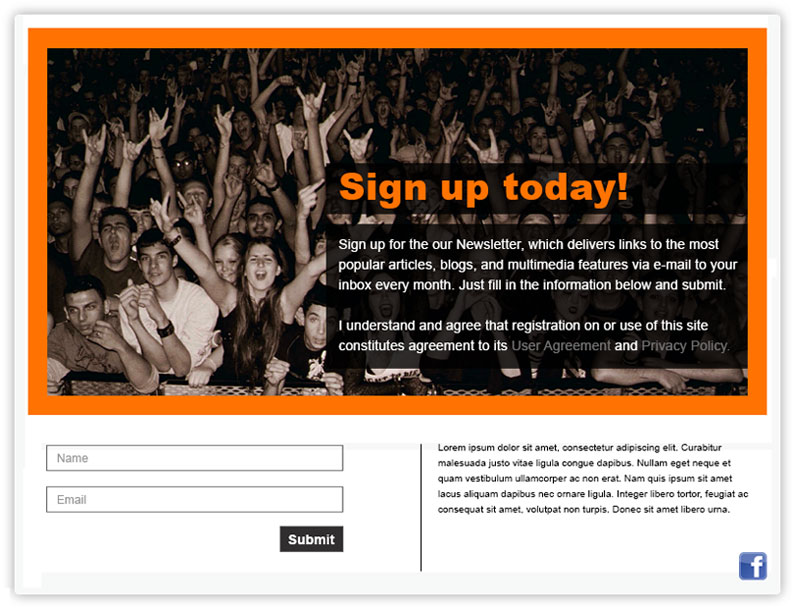 Sign up today!
Sign up for the our Newsletter, which delivers links to the most
popular articles, blogs, and multimedia features via e-mail to your
inbox every month. Just fill in the information below and submit.
I understand and agree that registration on or use of this site
constitutes agreement to its User Agreement and Privacy Policy.
Name
Email
Submit
Lorem ipsum dolor sit amet, consectetur adipiscing elit. Curabitur
malesuada justo vitae ligula congue dapibus. Nullam eget neque et
quam vestibulum ullamcorper ac non erat. Nam quis ipsum sit amet
lacus aliquam dapibus nec ornare ligula. Integer libero tortor, feugiat ac
consequat sit amet, volutpat non turpis. Donec sit amet libero urna.
f